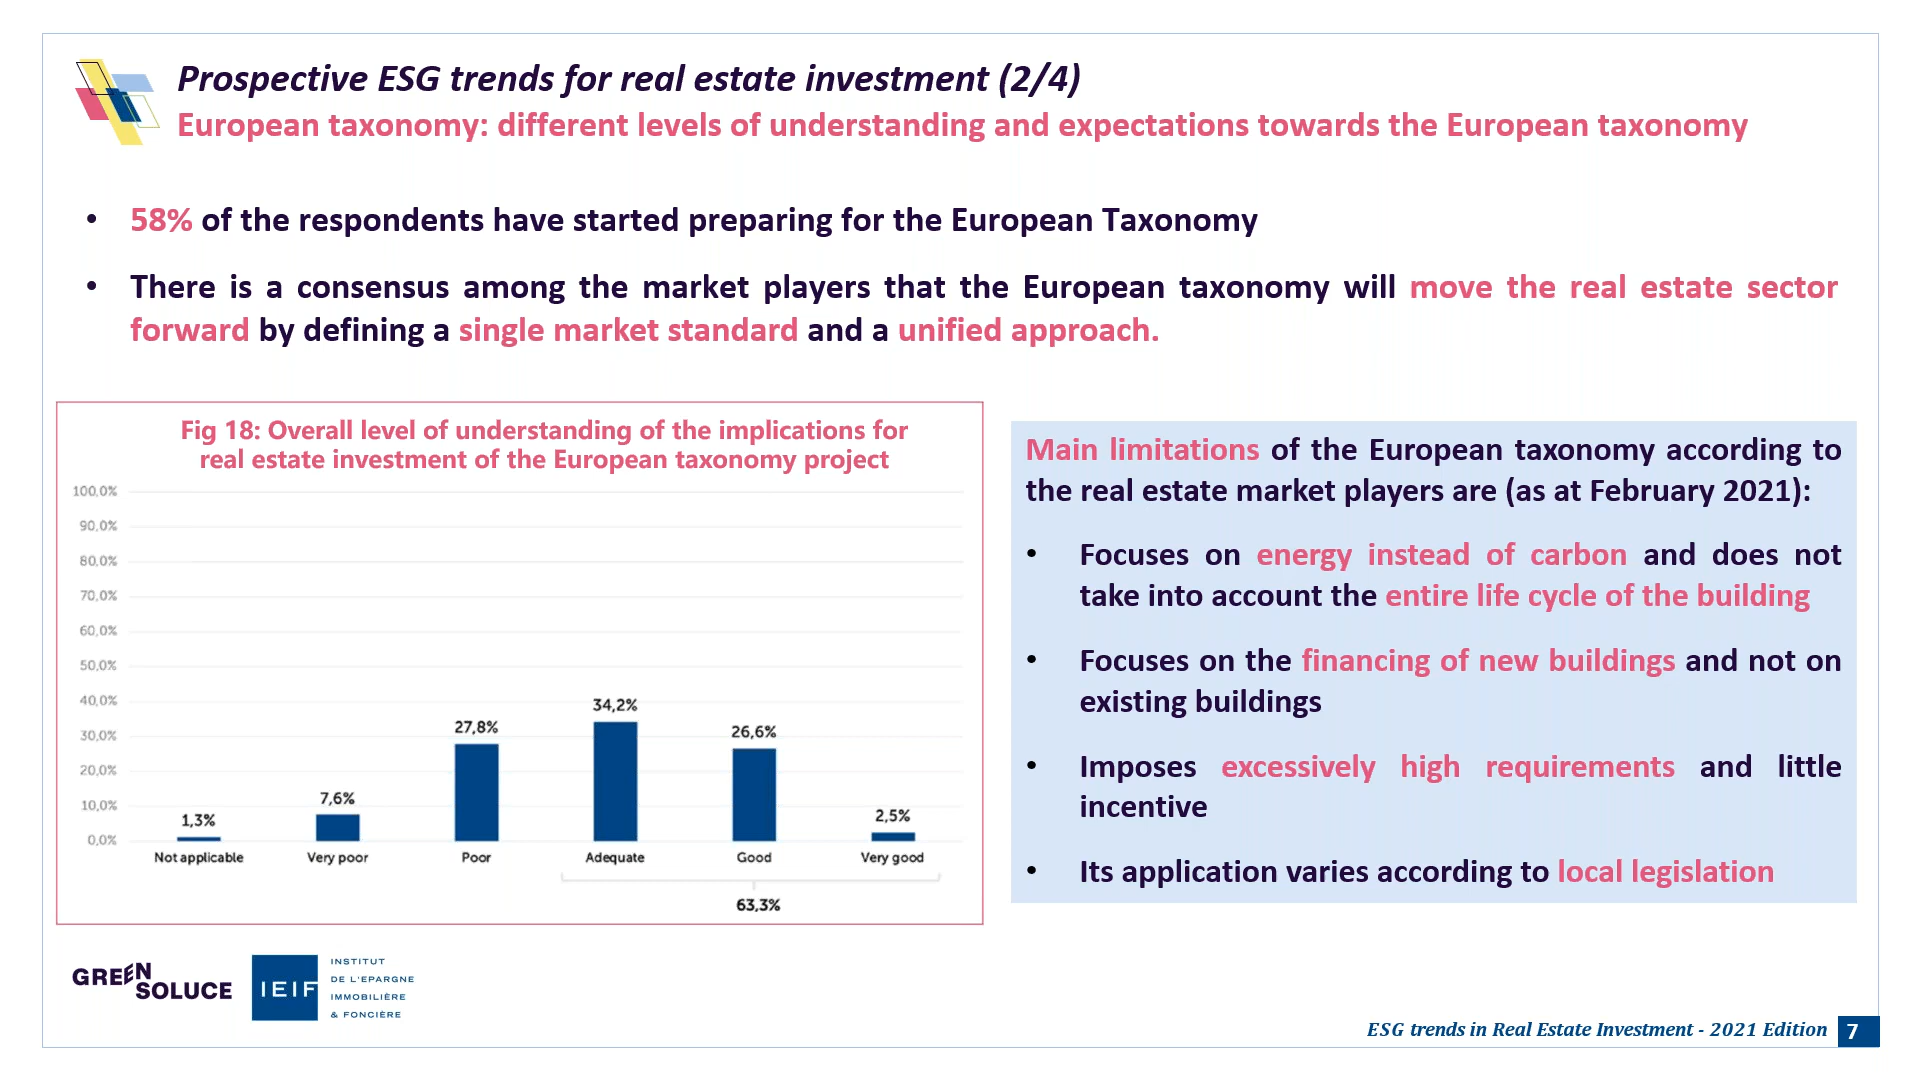 Prospective ESG trends for real estate investment (2/4)
European taxonomy: different levels of understanding and expectations towards the European taxonomy
• 58% of the respondents have started preparing for the European Taxonomy
• There is a consensus among the market players that the European taxonomy will move the real estate sector
forward by defining a single market standard and a unified approach.
Fig 18: Overall level of understanding of the implications for
real estate investment of the European taxonomy project
100,0%
90,0%
80,0%
70,0%
60,0%
50,0%
40,0%
30,0%
20,0%
10,0%
0,0%
1,3%
7,6%
27,8%
34,2%
26,6%
2,5%
Not applicable
Very poor
Poor
Adequate
Good
Very good
63,3%
Main limitations of the European taxonomy according to
the real estate market players are (as at February 2021):
• Focuses on energy instead of carbon and does not
take into account the entire life cycle of the building
• Focuses on the financing of new buildings and not on
existing buildings
• Imposes excessively high requirements and little
incentive
• Its application varies according to local legislation
GREEN
SOLUCE
IEIF
INSTITUT
DE L'EPARGNE
IMMOBILIÈRE
& FONCIÈRE
ESG trends in Real Estate Investment - 2021 Edition 7